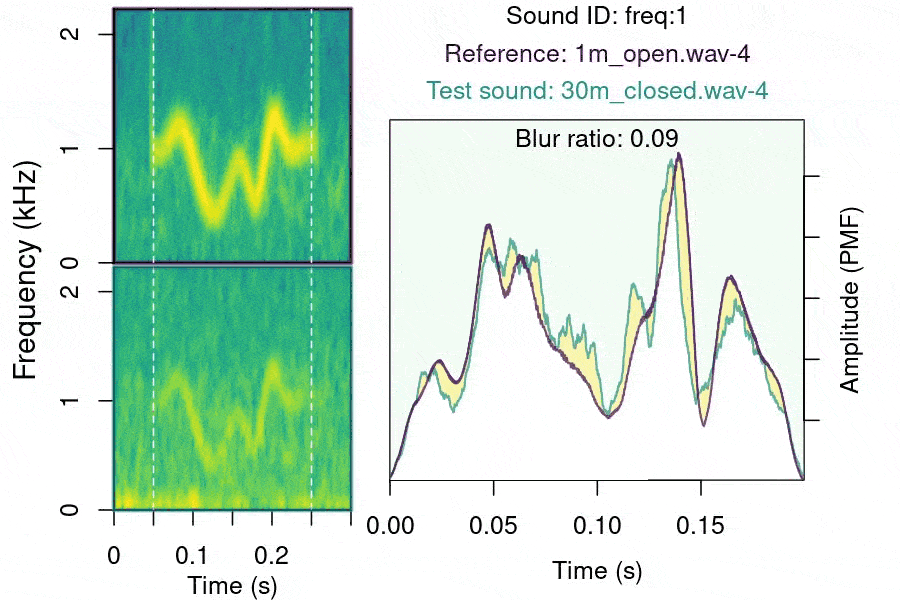 Sound ID: freq:1
Reference: 1m_open.wav-4
Test sound: 30m_closed.wav-4
Blur ratio: 0.09
Frequency (kHz)
2
1
0
2
1
0
0 0.1 0.2
Time (s)
0.00 0.05 0.10 0.15
Time (s)
Amplitude (PMF)